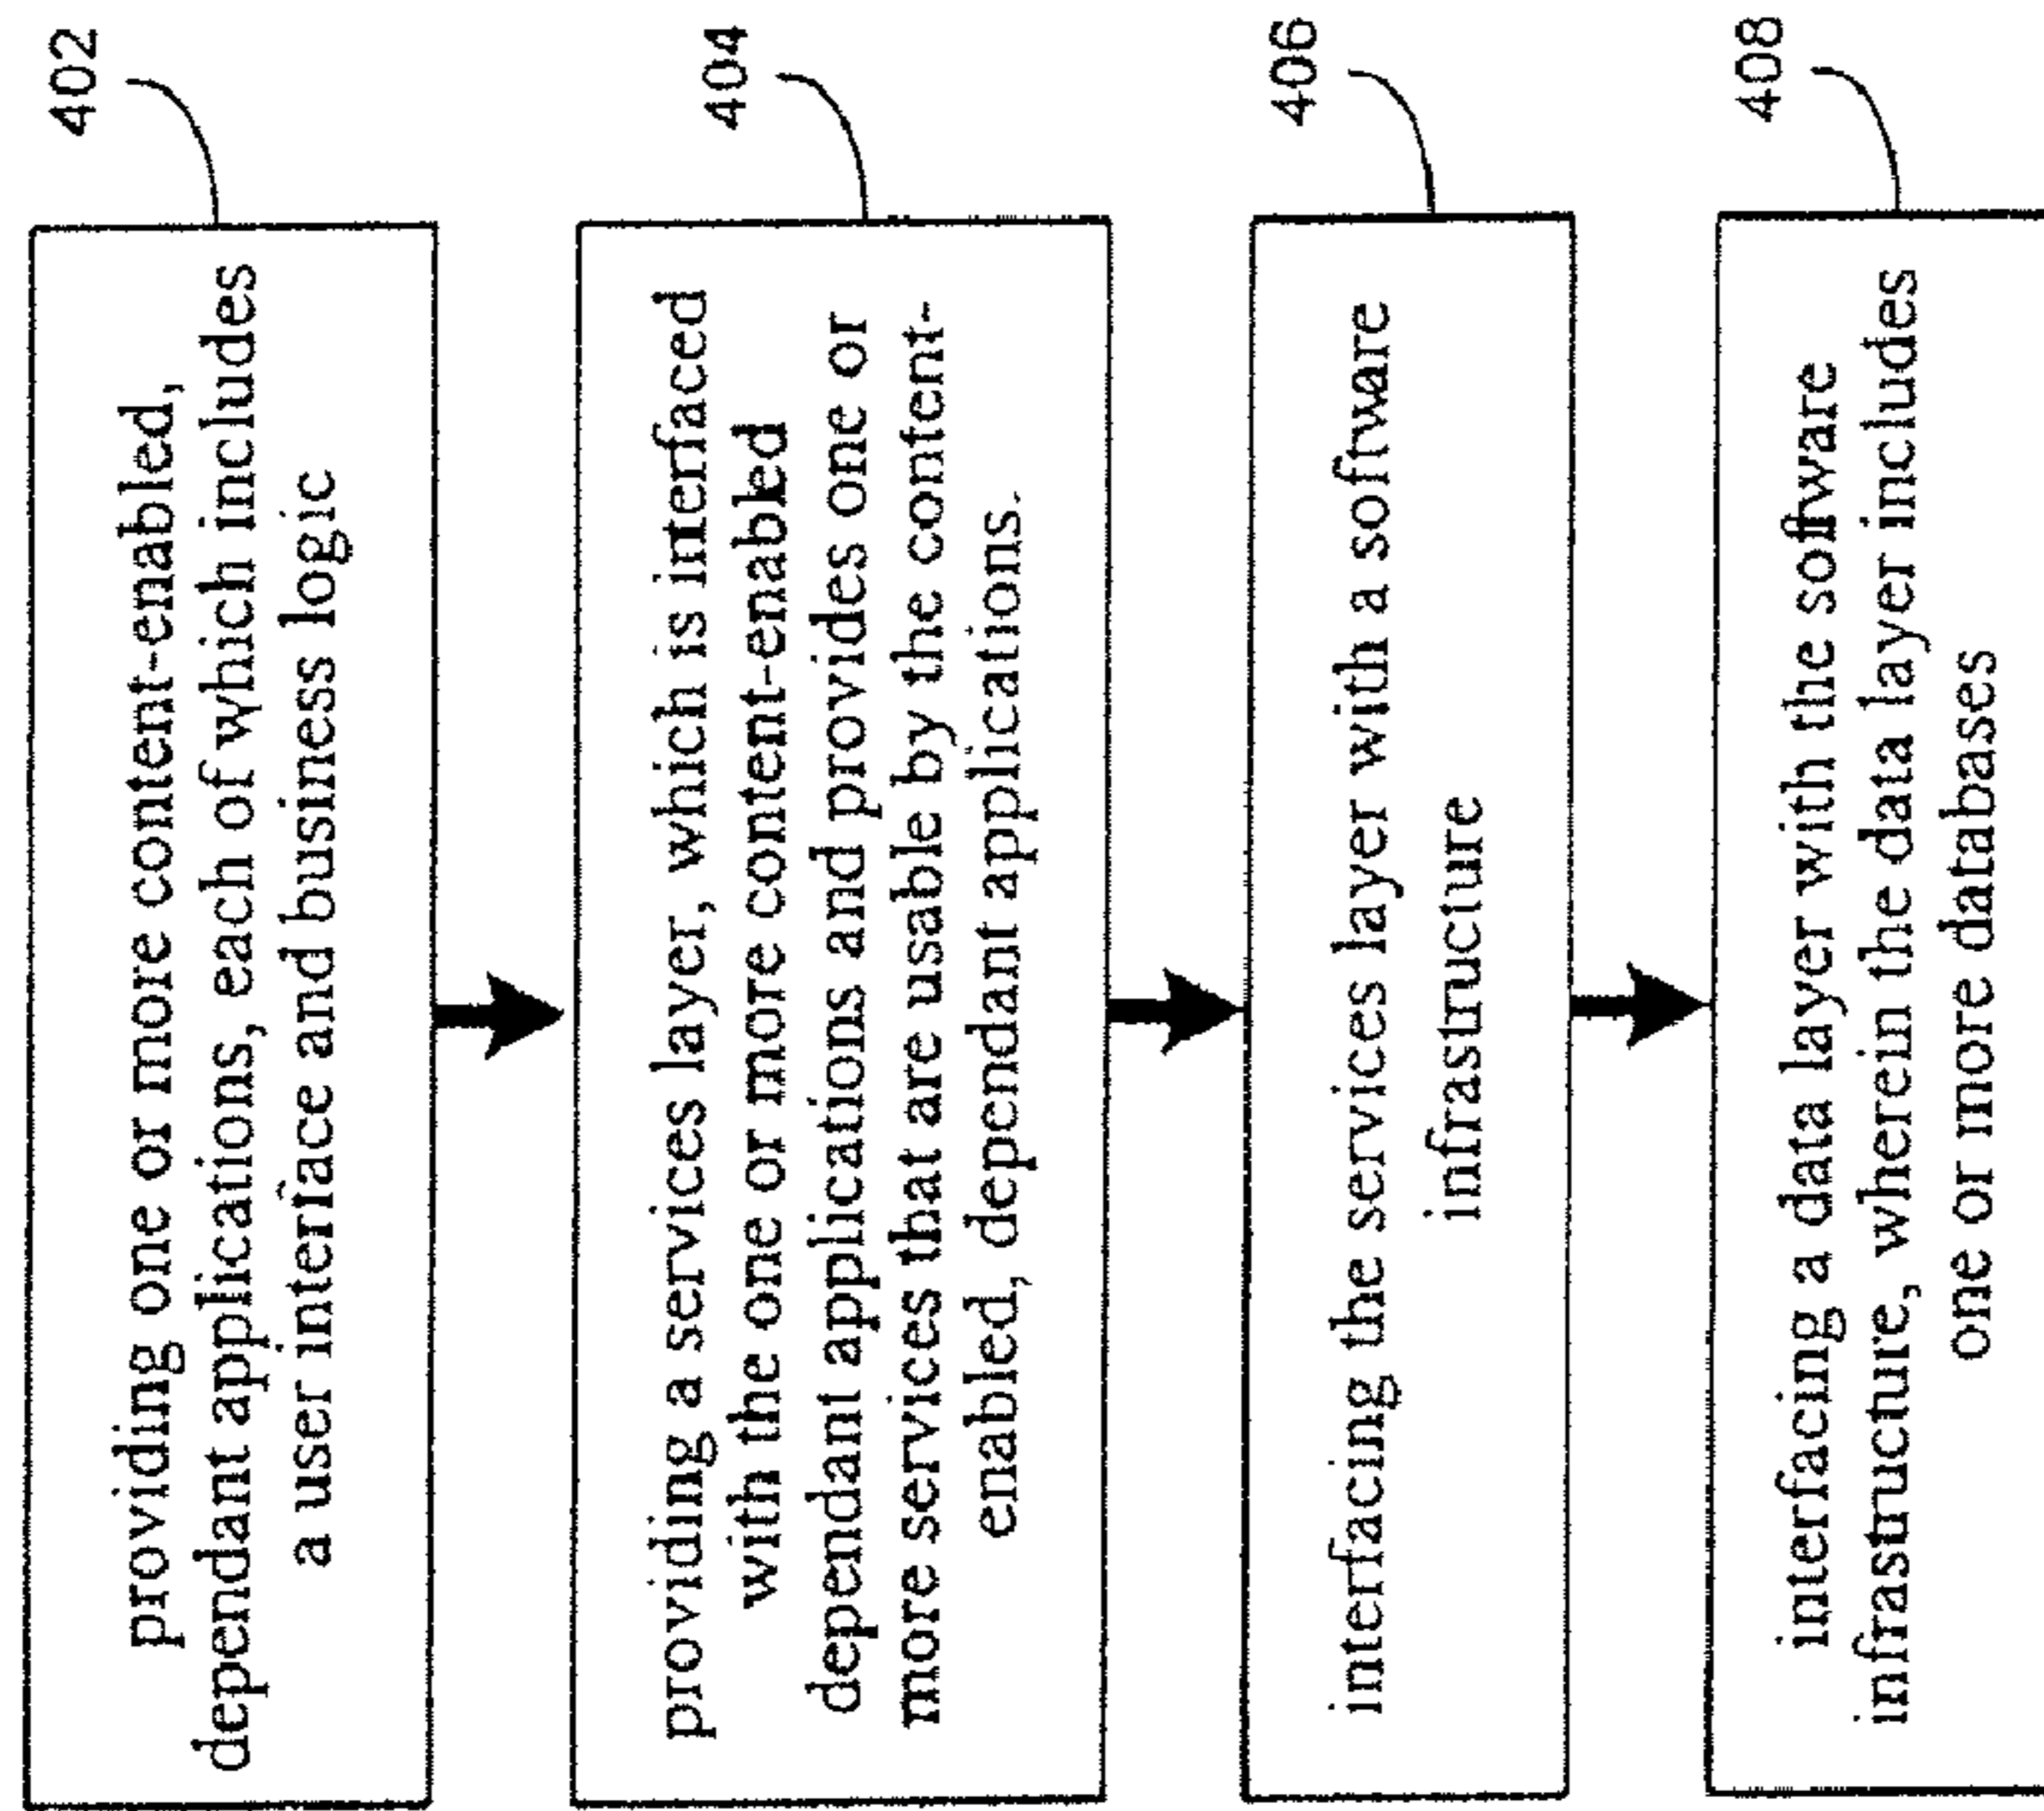 402
providing one or more content-enabled,
dependant applications, each of which includes
a user interface and business logic
404
providing a services layer, which is interfaced
with the one or more content-enabled
dependant applications and provides one or
more services that are usable by the content-
enabled, dependant applications.
406
interfacing the services layer with a software
infrastructure
408
interfacing a data layer with the software
infrastructure, wherein the data layer includes
one or more databases